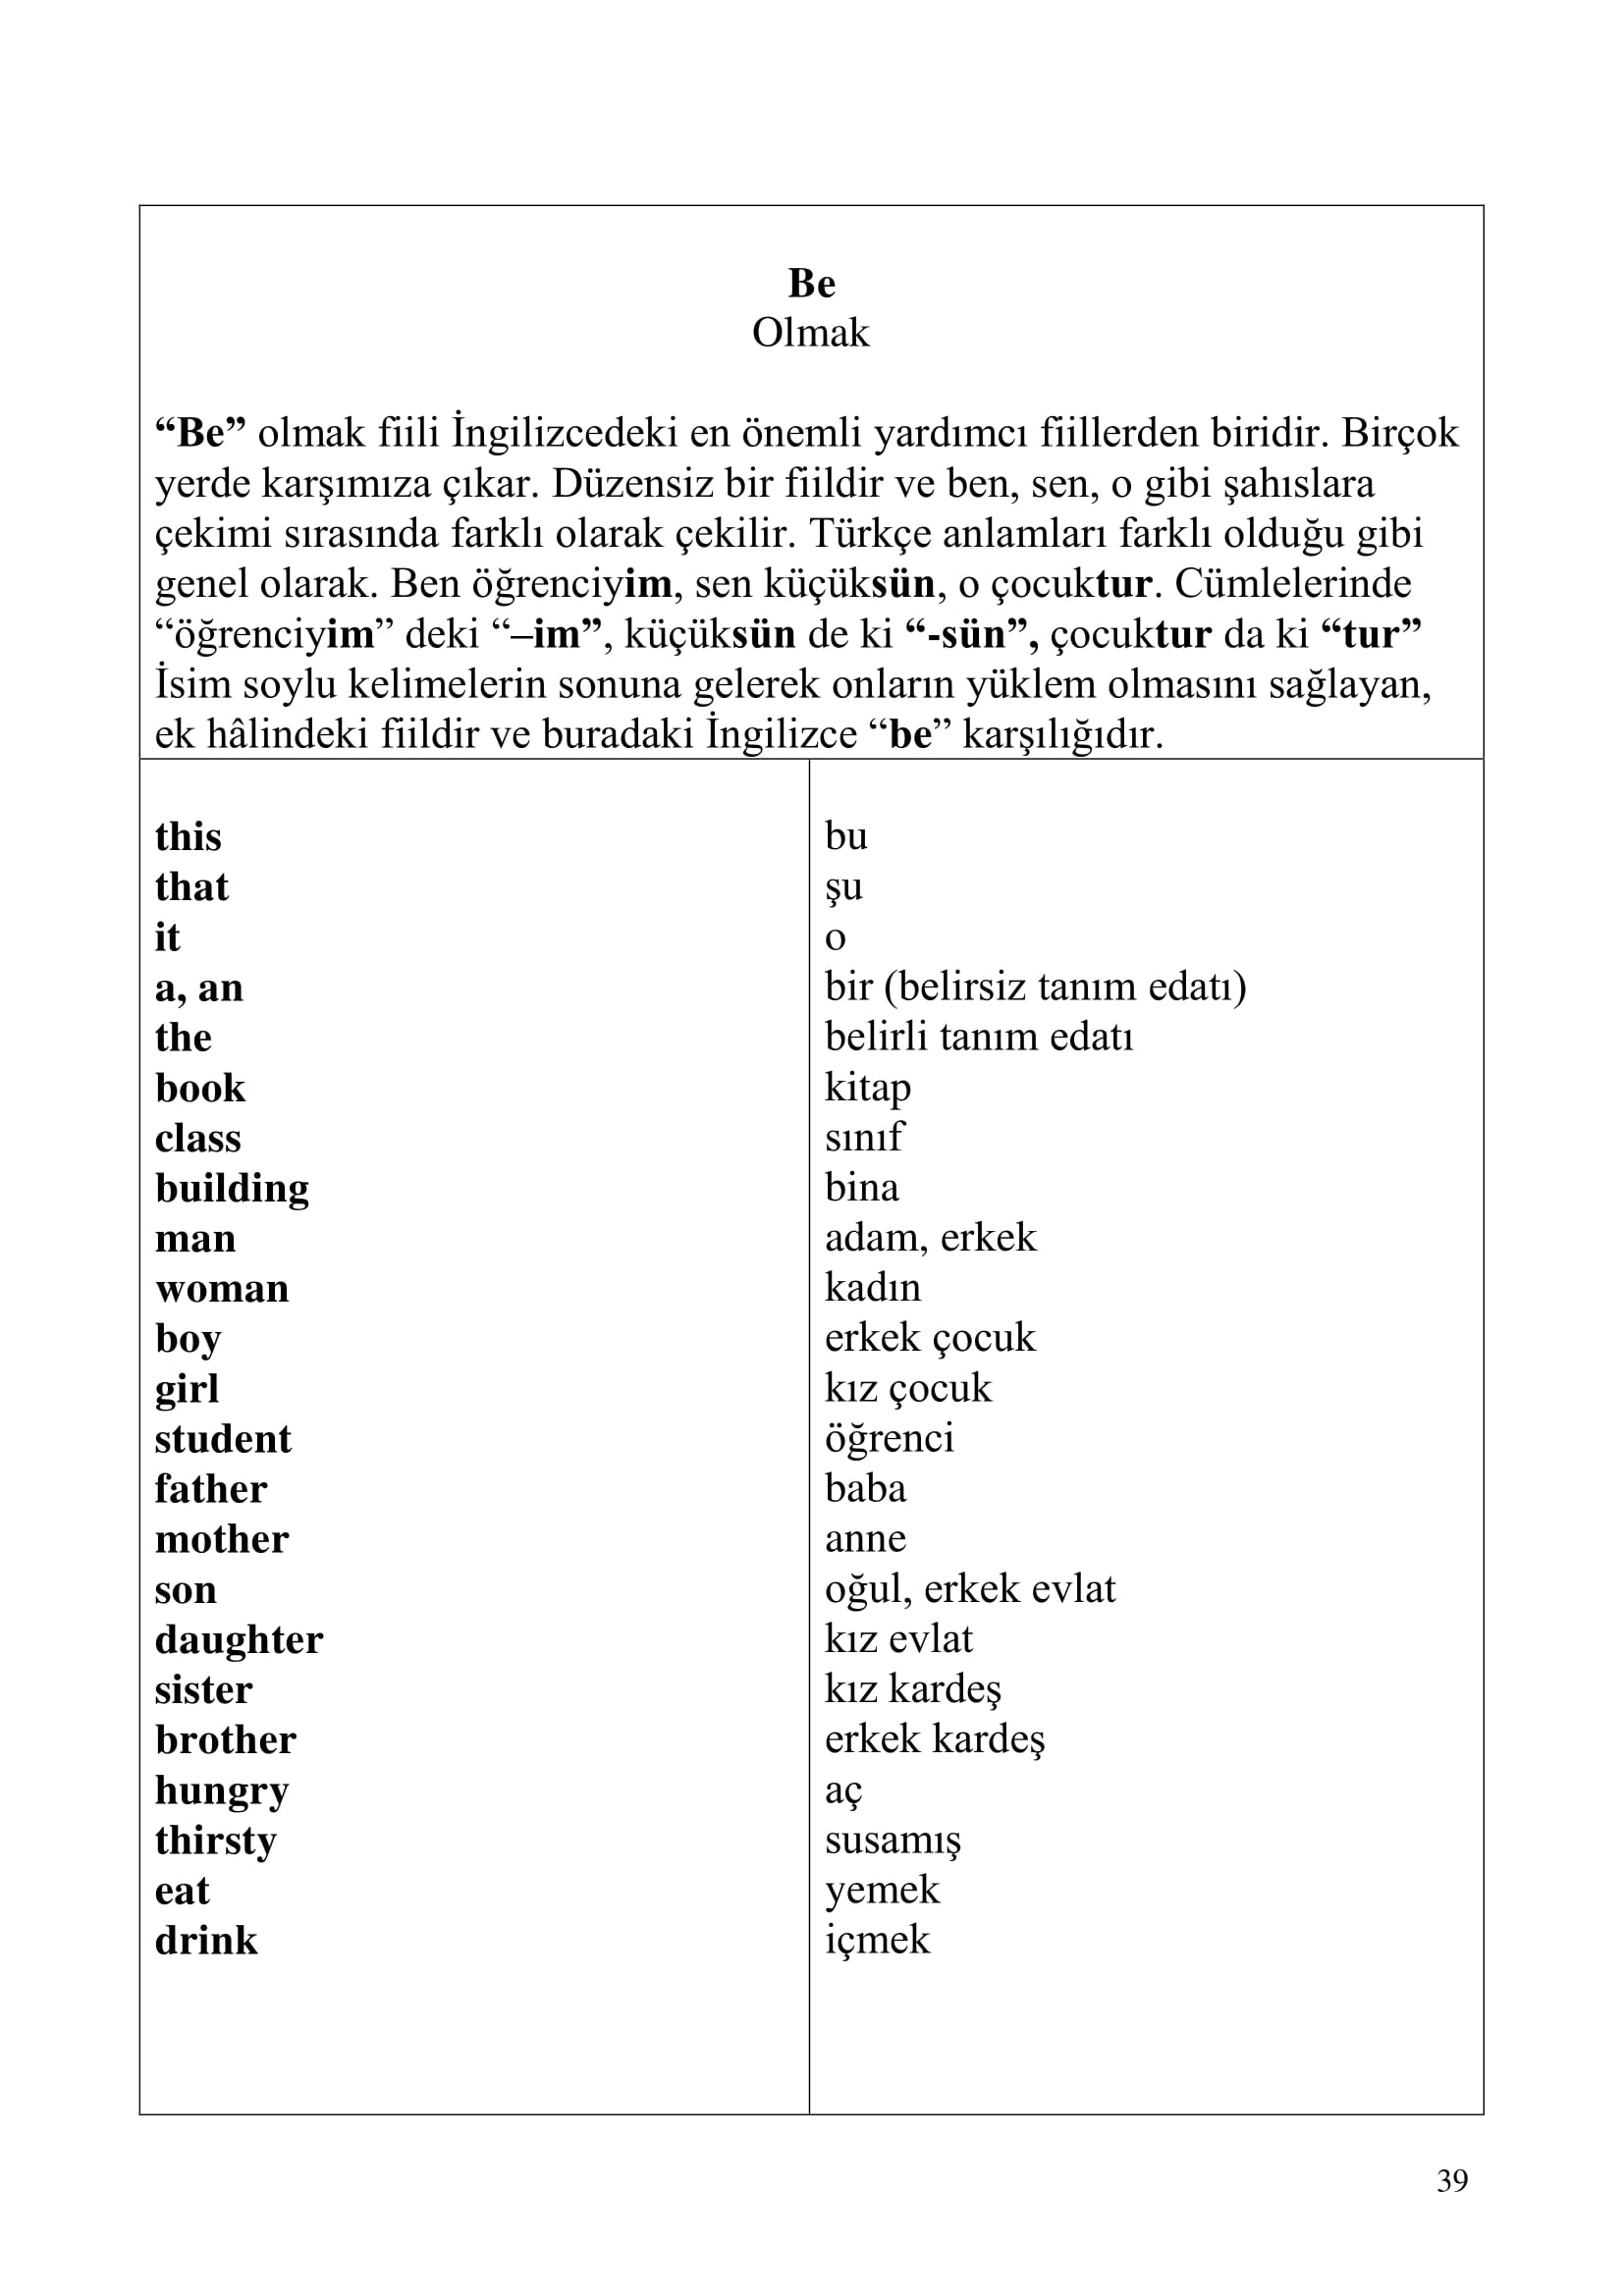 Be
Olmak
“Be” olmak fiili İngilizcedeki en önemli yardımcı fiillerden biridir. Birçok
yerde karşımıza çıkar. Düzensiz bir fiildir ve ben, sen, o gibi şahıslara
çekimi sırasında farklı olarak çekilir. Türkçe anlamları farklı olduğu gibi
genel olarak. Ben öğrenciyim, sen küçüksün, o çocuktur. Cümlelerinde
“öğrenciyim” deki “–im”, küçüksün de ki “-sün”, çocuktur da ki “tur”
İsim soylu kelimelerin sonuna gelerek onların yüklem olmasını sağlayan,
ek hâlindeki fiildir ve buradaki İngilizce “be” karşılığıdır.
this bu
that şu
it o
a, an bir (belirsiz tanım edatı)
the belirli tanım edatı
book kitap
class sınıf
building bina
man adam, erkek
woman kadın
boy erkek çocuk
girl kız çocuk
student öğrenci
father baba
mother anne
son oğul, erkek evlat
daughter kız evlat
sister kız kardeş
brother erkek kardeş
hungry aç
thirsty susamış
eat yemek
drink içmek
39